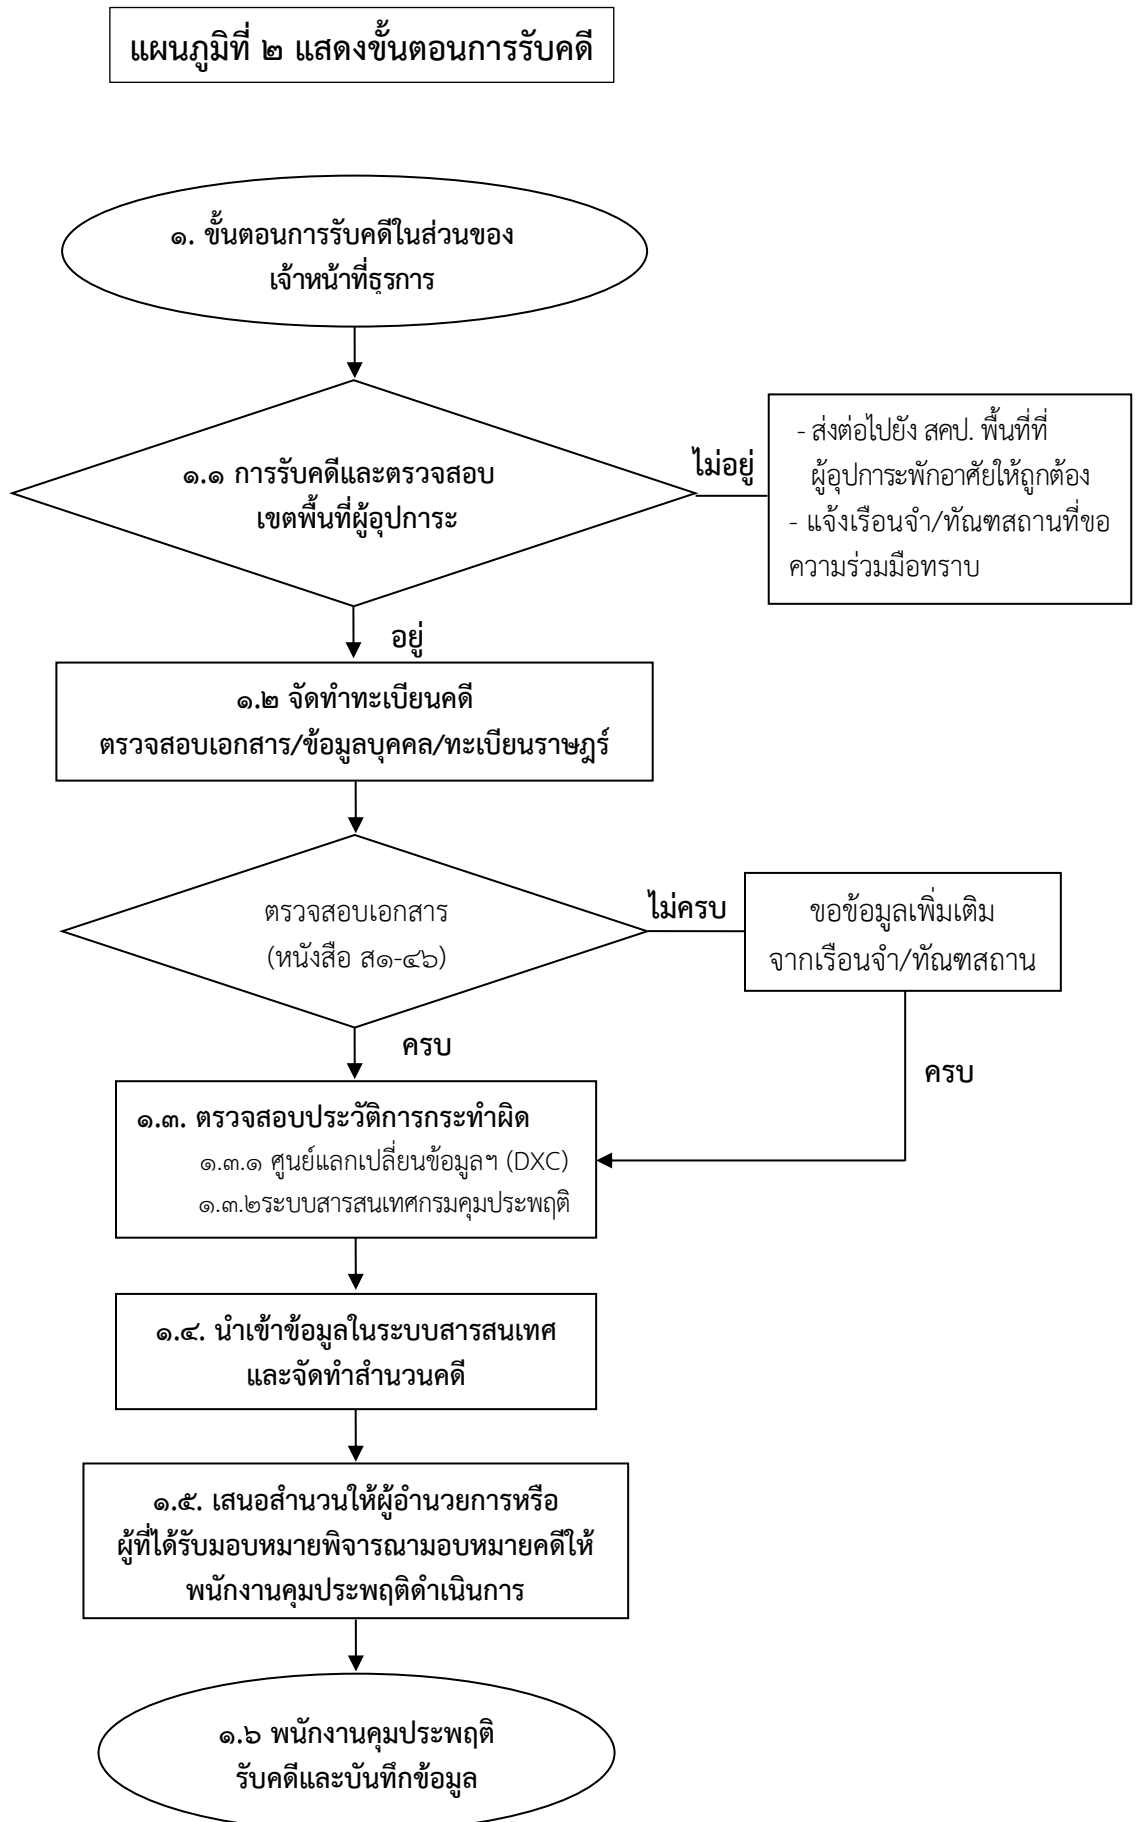 แผนภูมิที่ ๒ แสดงขั้นตอนการรับคดี
๑. ขั้นตอนการรับคดีในส่วนของ
เจ้าหน้าที่ธุรการ
๑.๑ การรับคดีและตรวจสอบ
เขตพื้นที่ผู้อุปการะ
ไม่อยู่
- ส่งต่อไปยัง สคป. พื้นที่ที่
ผู้อุปการะพักอาศัยให้ถูกต้อง
- แจ้งเรือนจำ/ทัณฑสถานที่ขอ
ความร่วมมือทราบ
อยู่
๑.๒ จัดทำทะเบียนคดี
ตรวจสอบเอกสาร/ข้อมูลบุคคล/ทะเบียนราษฎร์
ตรวจสอบเอกสาร
(หนังสือ ส๑-๔๖)
ไม่ครบ
ขอข้อมูลเพิ่มเติม
จากเรือนจำ/ทัณฑสถาน
ครบ
ครบ
๑.๓. ตรวจสอบประวัติการกระทำผิด
๑.๓.๑ ศูนย์แลกเปลี่ยนข้อมูลฯ (DXC)
๑.๓.๒ระบบสารสนเทศกรมคุมประพฤติ
๑.๔. นำเข้าข้อมูลในระบบสารสนเทศ
และจัดทำสำนวนคดี
๑.๕. เสนอสำนวนให้ผู้อำนวยการหรือ
ผู้ที่ได้รับมอบหมายพิจารณามอบหมายคดีให้
พนักงานคุมประพฤติดำเนินการ
๑.๖ พนักงานคุมประพฤติ
รับคดีและบันทึกข้อมูล